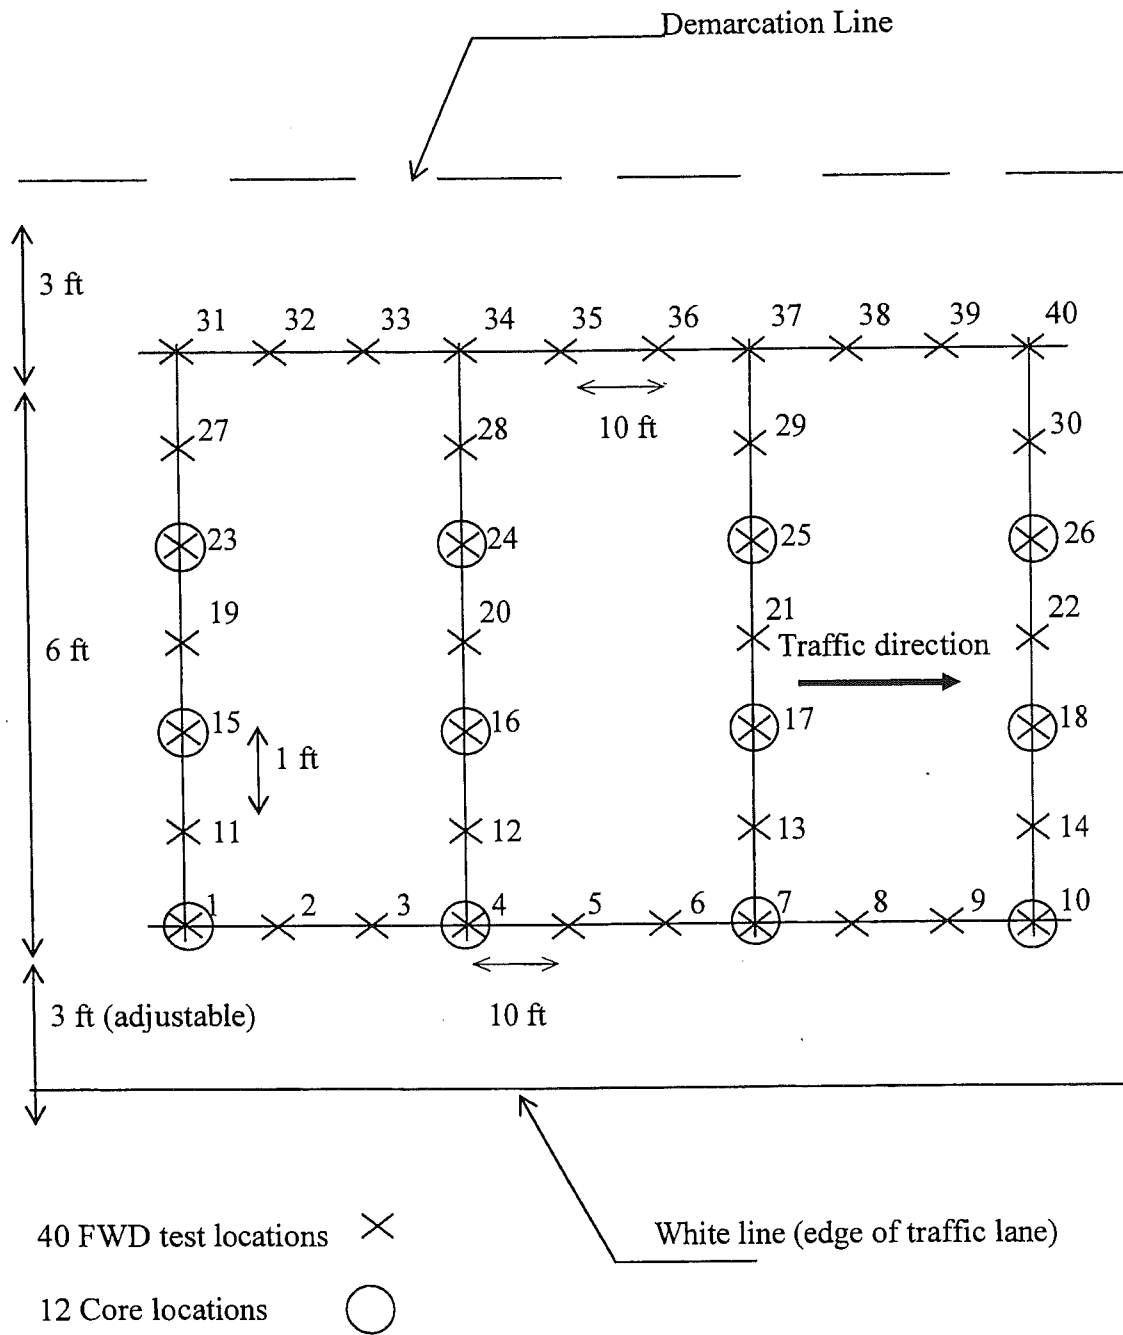 Demarcation Line
3 ft
31 32 33 34 35 36 37 38 39 40
10 ft
27 28 29 30
23 24 25 26
19 20 21 22
6 ft
Traffic direction
15 16 17 18
1 ft
11 12 13 14
1 2 3 4 5 6 7 8 9 10
3 ft (adjustable)
10 ft
40 FWD test locations
White line (edge of traffic lane)
12 Core locations